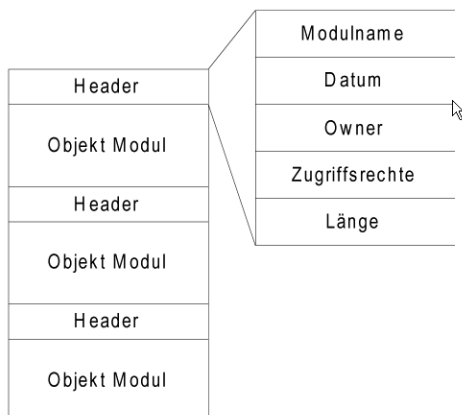 Header
Objekt Modul
Header
Objekt Modul
Header
Objekt Modul
Modulname
Datum
Owner
Zugriffsrechte
Länge